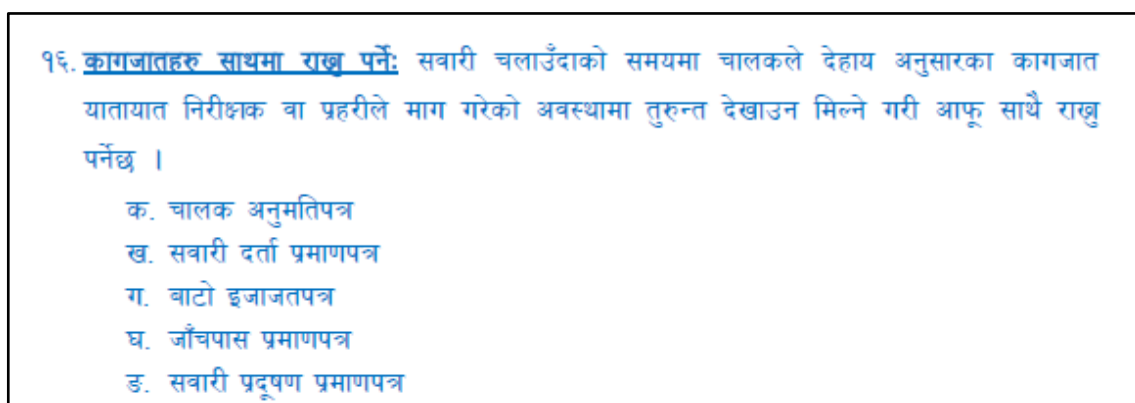 १६. कागजातहरु साथमा राख्नु पर्ने: सवारी चलाउँदाको समयमा चालकले देहाय अनुसारका कागजात
यातायात निरीक्षक वा प्रहरीले माग गरेको अवस्थामा तुरुन्त देखाउन मिल्ने गरी आफू साथै राख्नु
पर्नेछ ।
क. चालक अनुमतिपत्र
ख. सवारी दर्ता प्रमाणपत्र
ग. बाटो इजाजतपत्र
घ. जाँचपास प्रमाणपत्र
ङ. सवारी प्रदूषण प्रमाणपत्र